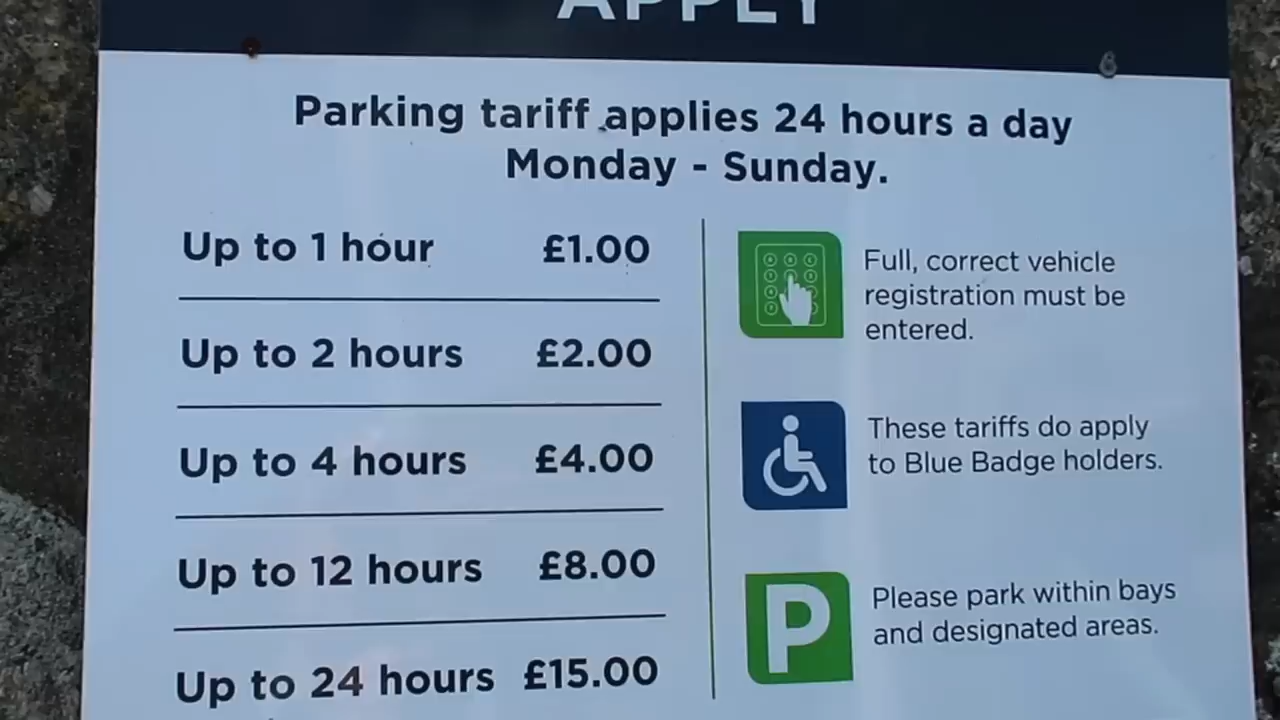 APPLY
Parking tariff applies 24 hours a day
Monday - Sunday.
Up to 1 hour £1.00
Up to 2 hours £2.00
Up to 4 hours £4.00
Up to 12 hours £8.00
Up to 24 hours £15.00
Full, correct vehicle
registration must be
entered.
These tariffs do apply
to Blue Badge holders.
P
Please park within bays
and designated areas.